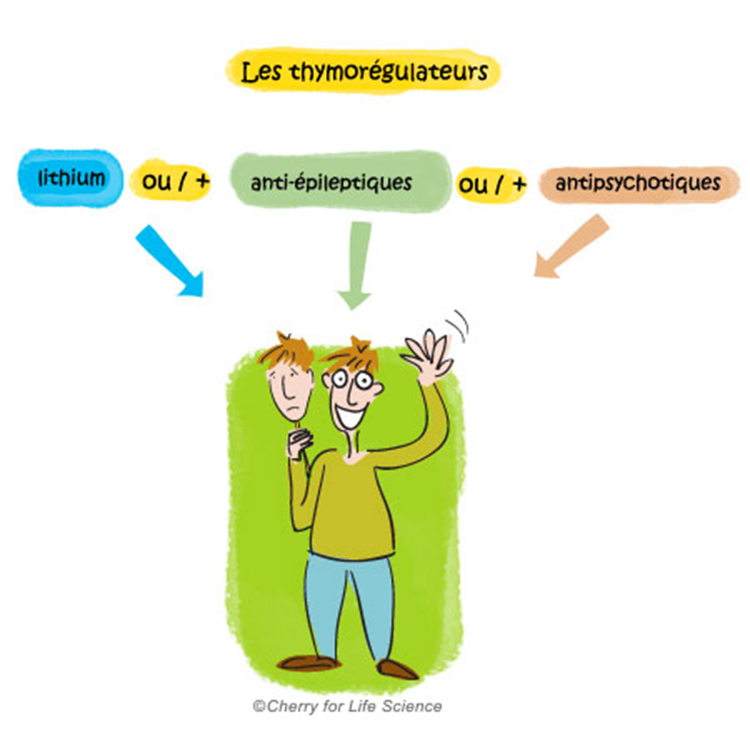 Les thymorégulateurs
lithium ou / + anti-épileptiques ou / + antipsychotiques
©Cherry for Life Science